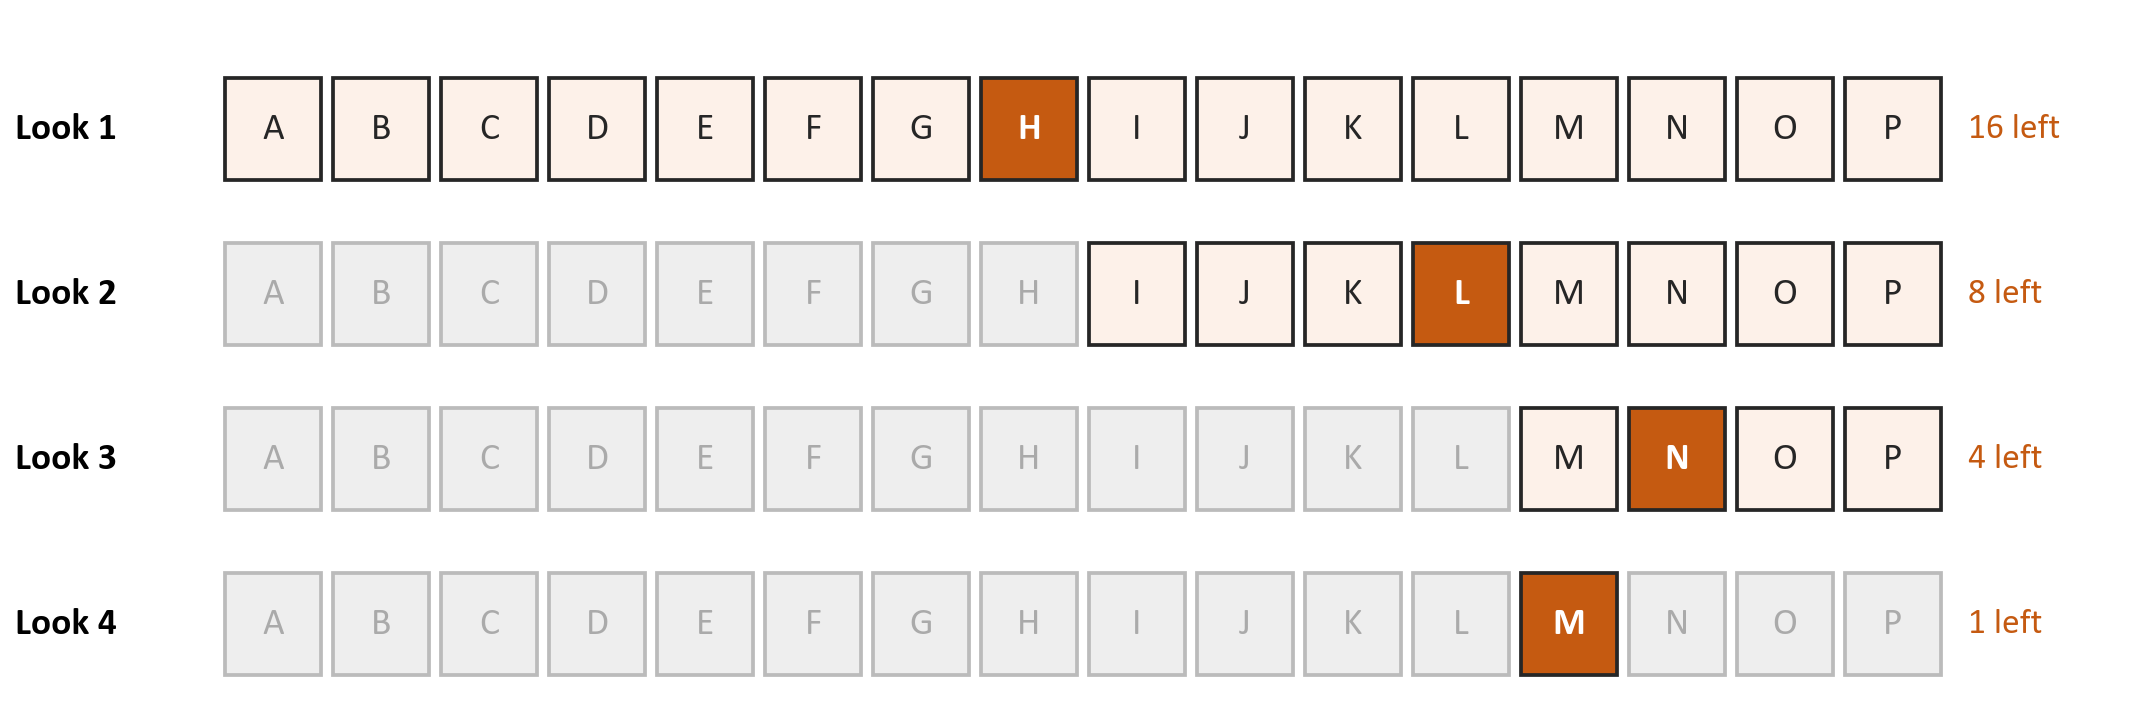 Look 1 A B C D E F G H I J K L M N O P 16 left
Look 2 A B C D E F G H I J K L M N O P 8 left
Look 3 A B C D E F G H I J K L M N O P 4 left
Look 4 A B C D E F G H I J K L M N O P 1 left